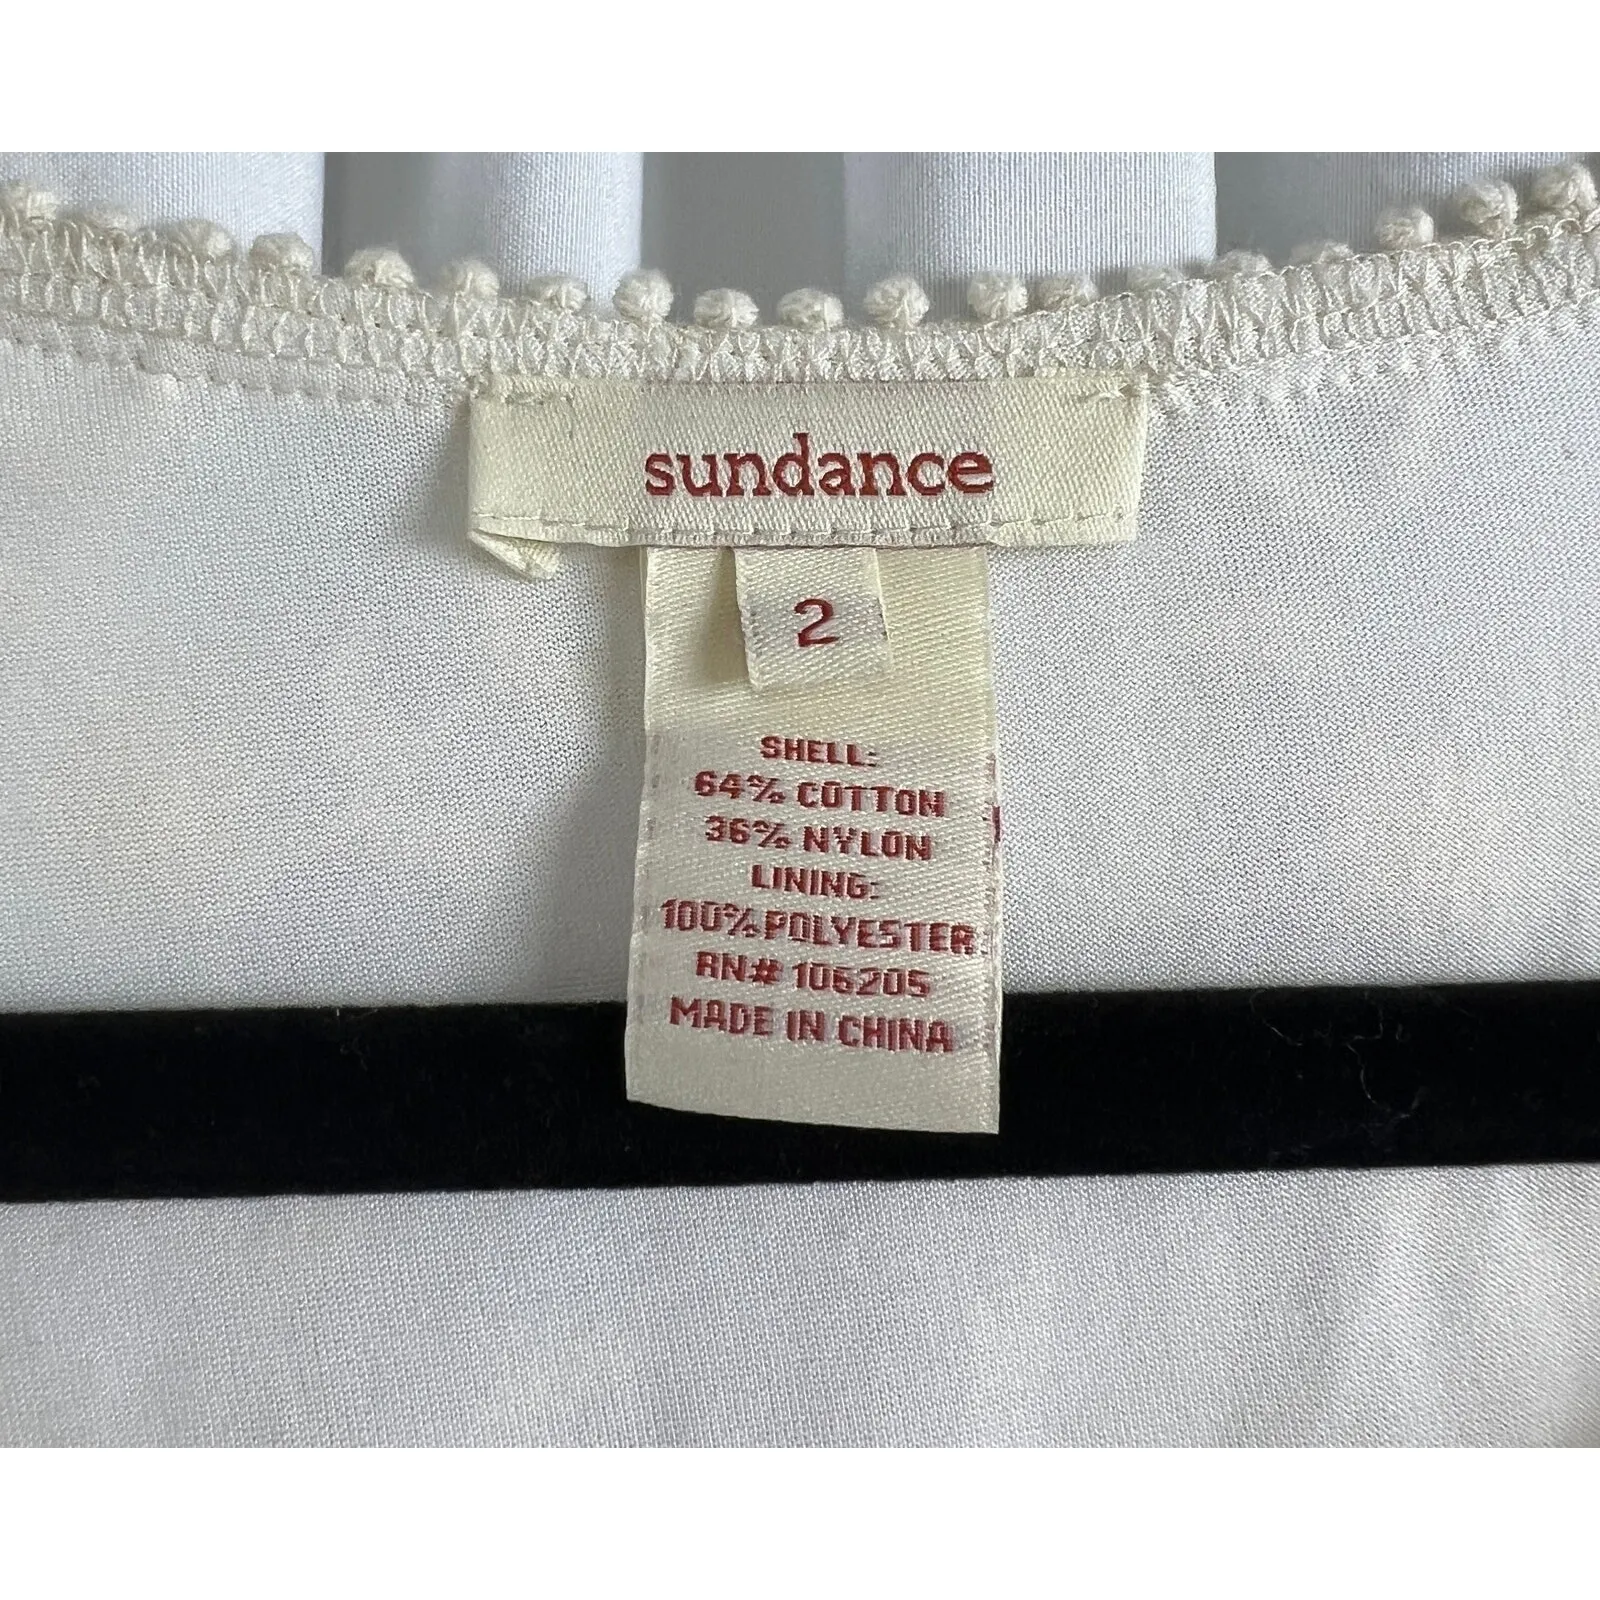 sundance
2
SHELL:
64% COTTON
36% NYLON
LINING:
100% POLYESTER
RN# 106205
MADE IN CHINA